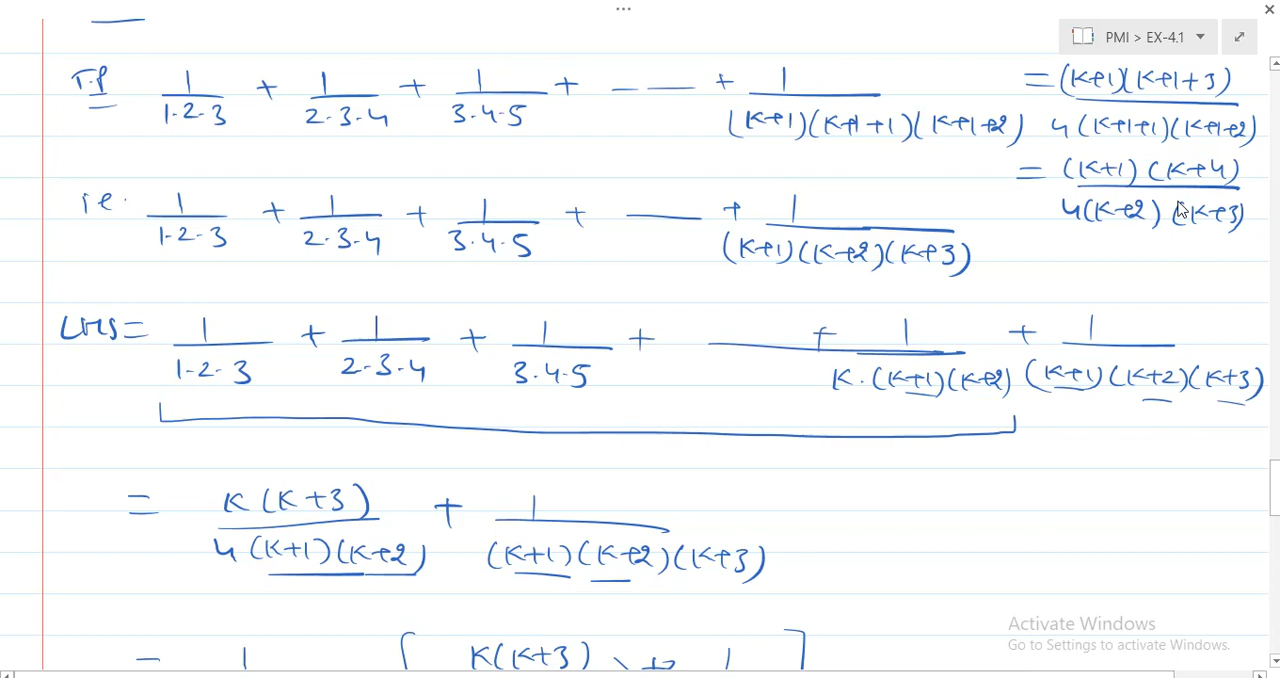 PMI > EX-4.1
T.P 1/(1·2·3) + 1/(2·3·4) + 1/(3·4·5) + — — — + 1/((K+1)(K+1+1)(K+1+2)) = (K+1)(K+1+3)/(4(K+1+1)(K+1+2))
= (K+1)(K+4)/(4(K+2)(K+3))
ie. 1/(1·2·3) + 1/(2·3·4) + 1/(3·4·5) + —— + 1/((K+1)(K+2)(K+3))
LHS = 1/(1·2·3) + 1/(2·3·4) + 1/(3·4·5) + —— + 1/(K·(K+1)(K+2)) + 1/((K+1)(K+2)(K+3))
= K(K+3)/(4(K+1)(K+2)) + 1/((K+1)(K+2)(K+3))
Activate Windows
Go to Settings to activate Windows.
= 1 [ K(K+3) + 1 ]